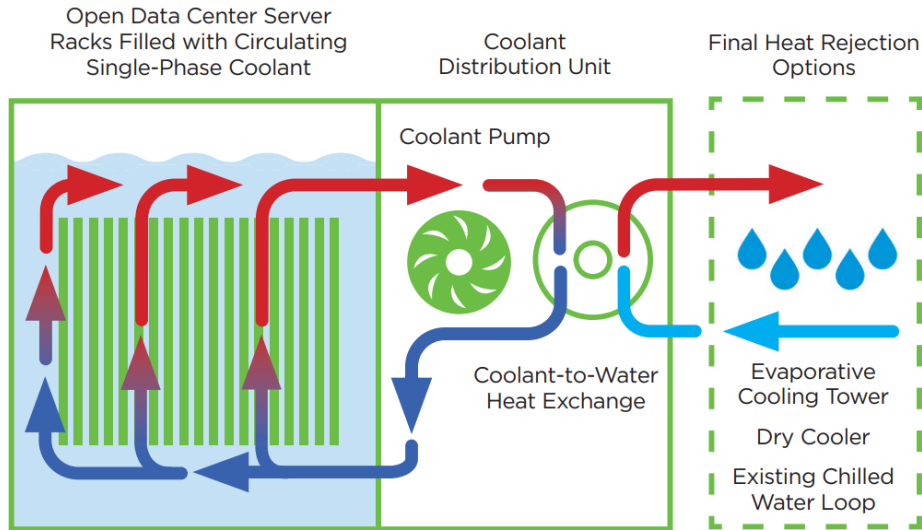 Open Data Center Server
Racks Filled with Circulating
Single-Phase Coolant
Coolant
Distribution Unit
Final Heat Rejection
Options
Coolant Pump
Coolant-to-Water
Heat Exchange
Evaporative
Cooling Tower
Dry Cooler
Existing Chilled
Water Loop